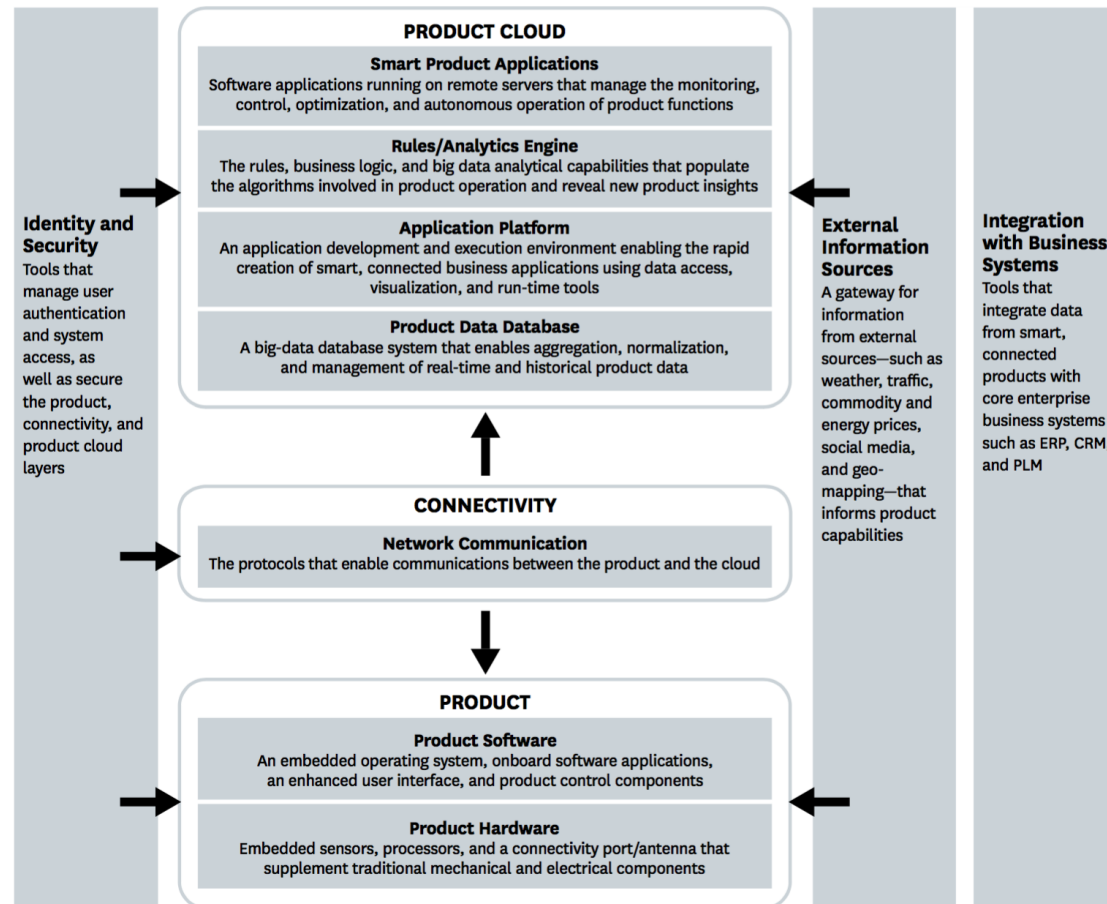 PRODUCT CLOUD
Smart Product Applications
Software applications running on remote servers that manage the monitoring,
control, optimization, and autonomous operation of product functions
Rules/Analytics Engine
The rules, business logic, and big data analytical capabilities that populate
the algorithms involved in product operation and reveal new product insights
Application Platform
An application development and execution environment enabling the rapid
creation of smart, connected business applications using data access,
visualization, and run-time tools
Product Data Database
A big-data database system that enables aggregation, normalization,
and management of real-time and historical product data
CONNECTIVITY
Network Communication
The protocols that enable communications between the product and the cloud
PRODUCT
Product Software
An embedded operating system, onboard software applications,
an enhanced user interface, and product control components
Product Hardware
Embedded sensors, processors, and a connectivity port/antenna that
supplement traditional mechanical and electrical components
Identity and
Security
Tools that
manage user
authentication
and system
access, as
well as secure
the product,
connectivity, and
product cloud
layers
External
Information
Sources
A gateway for
information
from external
sources—such as
weather, traffic,
commodity and
energy prices,
social media,
and geo-
mapping—that
informs product
capabilities
Integration
with Business
Systems
Tools that
integrate data
from smart,
connected
products with
core enterprise
business systems
such as ERP, CRM
and PLM